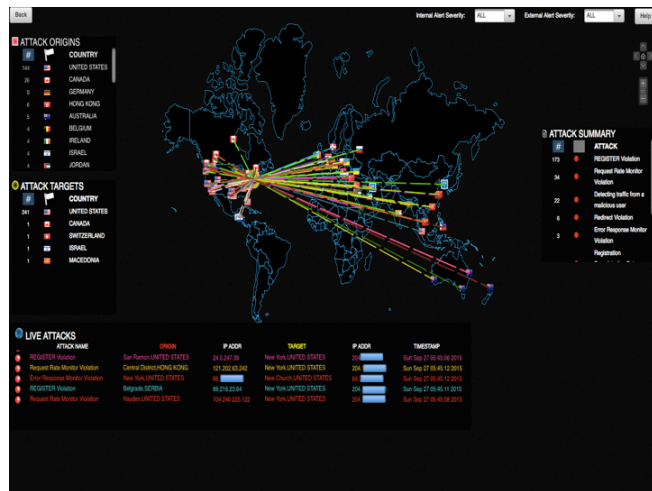 Back
Internal Alert Severity: ALL External Alert Severity: ALL Help
ATTACK ORIGINS
# COUNTRY
144 UNITED STATES
26 CANADA
9 GERMANY
6 HONG KONG
5 AUSTRALIA
4 BELGIUM
4 IRELAND
4 ISRAEL
4 JORDAN
ATTACK TARGETS
# COUNTRY
241 UNITED STATES
1 CANADA
1 SWITZERLAND
1 ISRAEL
1 MACEDONIA
ATTACK SUMMARY
# ATTACK
173 REGISTER Violation
34 Request Rate Monitor
Violation
22 Detecting traffic from a
malicious user
6 Redirect Violation
3 Error Response Monitor
Violation
Registration
LIVE ATTACKS
ATTACK NAME ORIGIN IP ADDR TARGET IP ADDR TIMESTAMP
REGISTER Violation San Ramon,UNITED STATES 24.5.247.39 New York,UNITED STATES 204. Sun Sep 27 05:45:06 2015
Request Rate Monitor Violation Central District,HONG KONG 121.202.63.242 New York,UNITED STATES 204. Sun Sep 27 05:45:12 2015
Error Response Monitor Violation New York,UNITED STATES New Church,UNITED STATES Sun Sep 27 05:45:12 2015
REGISTER Violation Belgrade,SERBIA 89.216.23.64 New York,UNITED STATES 204. Sun Sep 27 05:45:11 2015
Request Rate Monitor Violation Hayden,UNITED STATES 104.240.225.122 New York,UNITED STATES 204. Sun Sep 27 05:45:08 2015